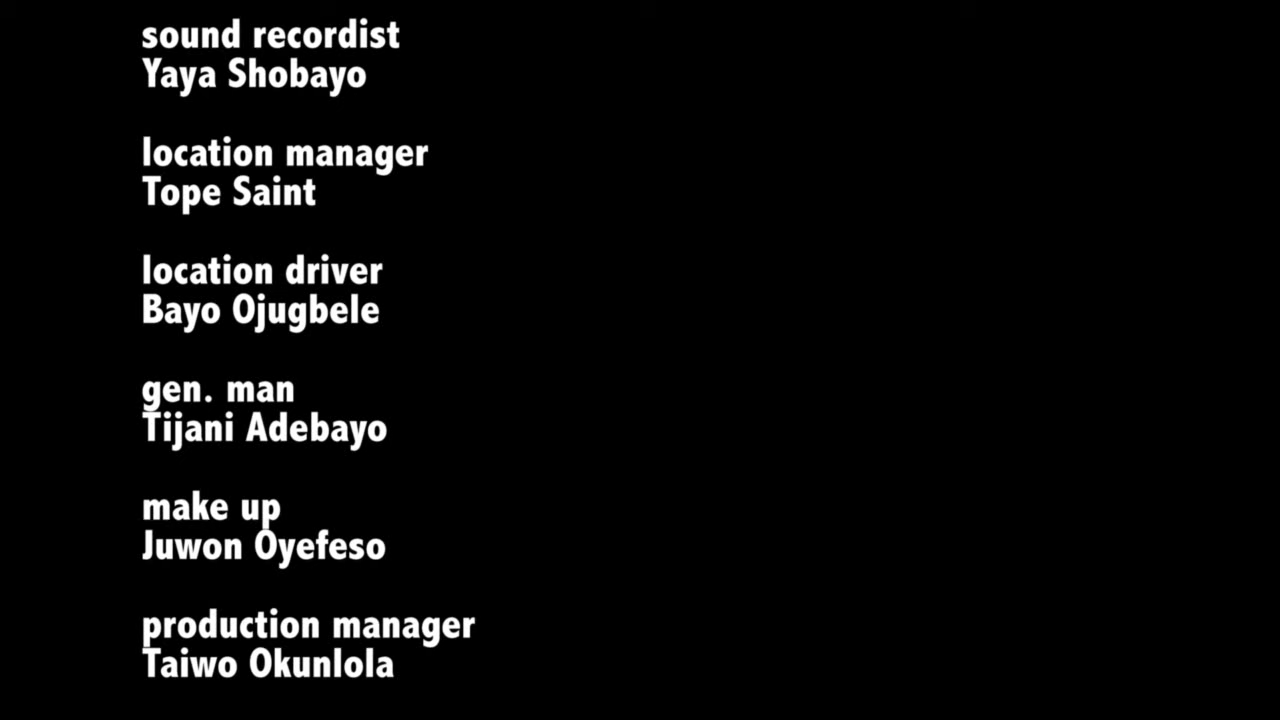 sound recordist
Yaya Shobayo
location manager
Tope Saint
location driver
Bayo Ojugbele
gen. man
Tijani Adebayo
make up
Juwon Oyefeso
production manager
Taiwo Okunlola